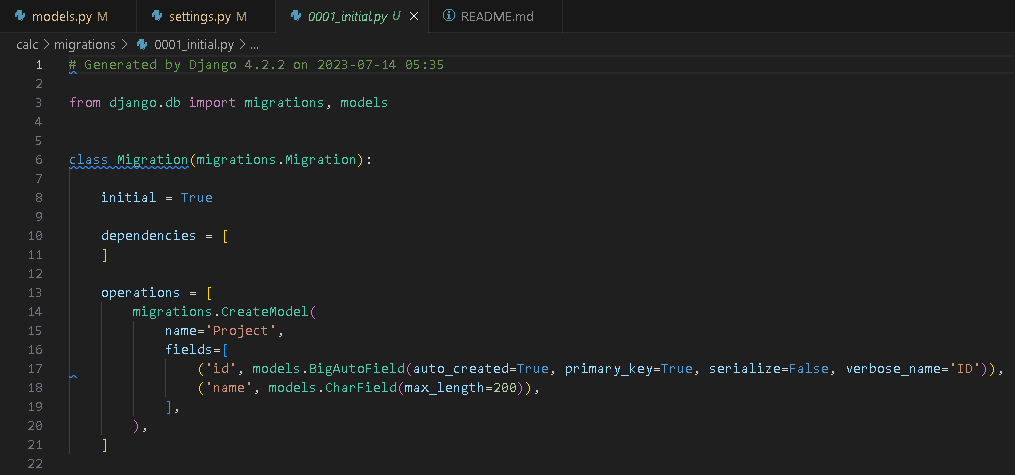 models.py M settings.py M 0001_initial.py U README.md
calc > migrations > 0001_initial.py > ...
1 # Generated by Django 4.2.2 on 2023-07-14 05:35
2
3 from django.db import migrations, models
4
5
6 class Migration(migrations.Migration):
7
8 initial = True
9
10 dependencies = [
11 ]
12
13 operations = [
14 migrations.CreateModel(
15 name='Project',
16 fields=[
17 ('id', models.BigAutoField(auto_created=True, primary_key=True, serialize=False, verbose_name='ID')),
18 ('name', models.CharField(max_length=200)),
19 ],
20 ),
21 ]
22